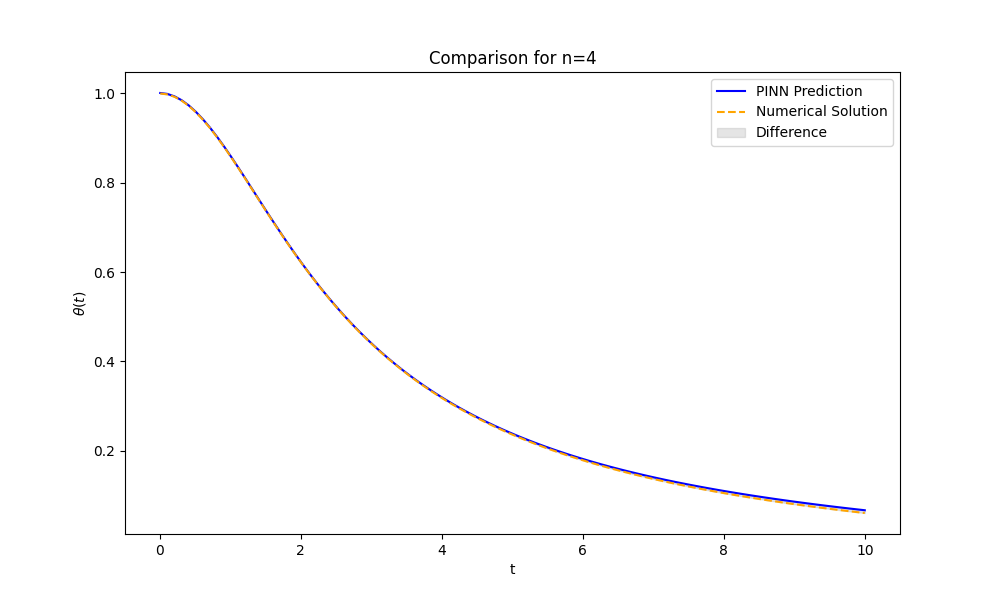 Comparison for n=4
PINN Prediction
Numerical Solution
Difference
1.0
0.8
0.6
0.4
0.2
θ(t)
0 2 4 6 8 10
t